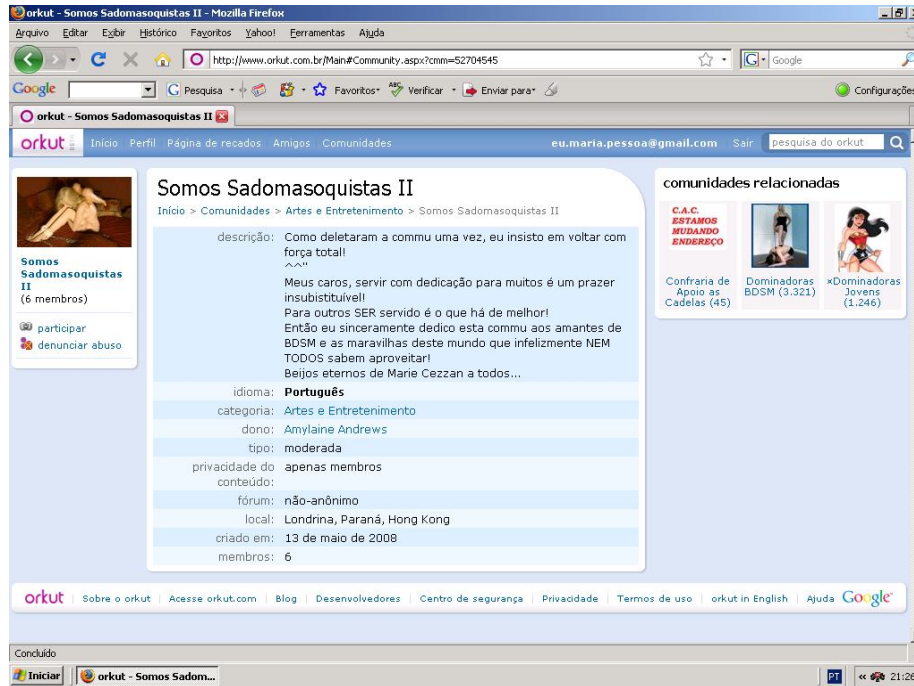 orkut - Somos Sadomasoquistas II - Mozilla Firefox
Arquivo Editar Exibir Histórico Favoritos Yahoo! Ferramentas Ajuda
http://www.orkut.com.br/Main#Community.aspx?cmm=52704545
Google
Google Pesquisa Favoritos Verificar Enviar para Configurações
orkut - Somos Sadomasoquistas II
orkut Início Perfil Página de recados Amigos Comunidades eu.maria.pessoa@gmail.com Sair pesquisa do orkut
Somos
Sadomasoquistas
II
(6 membros)
participar
denunciar abuso
Somos Sadomasoquistas II
Início > Comunidades > Artes e Entretenimento > Somos Sadomasoquistas II
descrição: Como deletaram a commu uma vez, eu insisto em voltar com
força total!
^^"
Meus caros, servir com dedicação para muitos é um prazer
insubistituível!
Para outros SER servido é o que há de melhor!
Então eu sinceramente dedico esta commu aos amantes de
BDSM e as maravilhas deste mundo que infelizmente NEM
TODOS sabem aproveitar!
Beijos eternos de Marie Cezzan a todos...
idioma: Português
categoria: Artes e Entretenimento
dono: Amylaine Andrews
tipo: moderada
privacidade do apenas membros
conteúdo:
fórum: não-anônimo
local: Londrina, Paraná, Hong Kong
criado em: 13 de maio de 2008
membros: 6
comunidades relacionadas
C.A.C.
ESTAMOS
MUDANDO
ENDEREÇO
Confraria de
Apoio as
Cadelas (45)
Dominadoras
BDSM (3.321)
×Dominadoras
Jovens
(1.246)
orkut Sobre o orkut Acesse orkut.com Blog Desenvolvedores Centro de segurança Privacidade Termos de uso orkut in English Ajuda Google
Concluído
Iniciar orkut - Somos Sadom... PT « 21:26